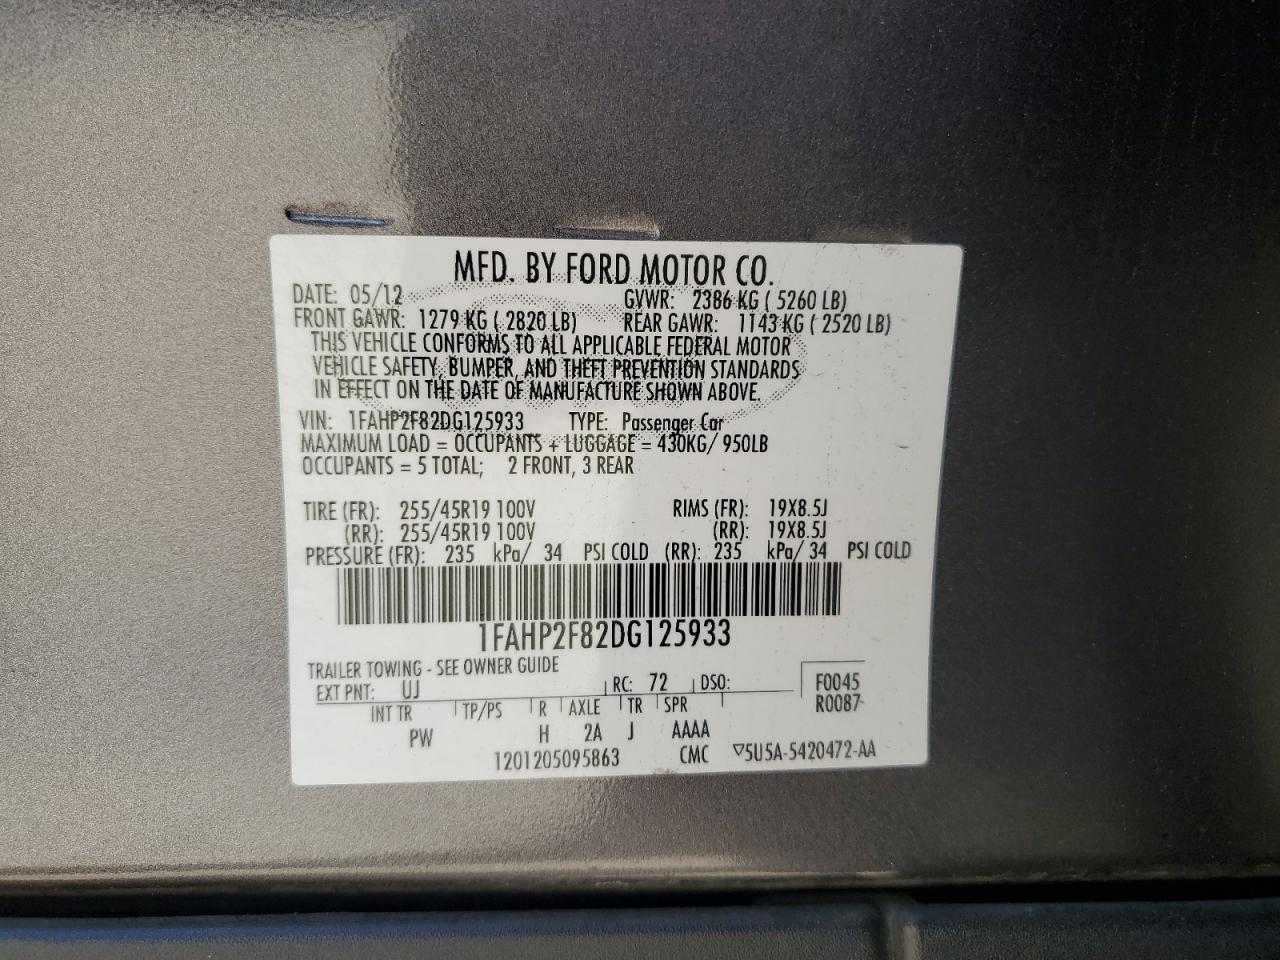 MFD. BY FORD MOTOR CO.
DATE: 05/12 GVWR: 2386 KG ( 5260 LB)
FRONT GAWR: 1279 KG ( 2820 LB) REAR GAWR: 1143 KG ( 2520 LB)
THIS VEHICLE CONFORMS TO ALL APPLICABLE FEDERAL MOTOR
VEHICLE SAFETY, BUMPER, AND THEFT PREVENTION STANDARDS
IN EFFECT ON THE DATE OF MANUFACTURE SHOWN ABOVE.
VIN: 1FAHP2F82DG125933 TYPE: Passenger Car
MAXIMUM LOAD = OCCUPANTS + LUGGAGE = 430KG/ 950LB
OCCUPANTS = 5 TOTAL; 2 FRONT, 3 REAR
TIRE (FR): 255/45R19 100V RIMS (FR): 19X8.5J
(RR): 255/45R19 100V (RR): 19X8.5J
PRESSURE (FR): 235 kPa/ 34 PSI COLD (RR): 235 kPa/ 34 PSI COLD
1FAHP2F82DG125933
TRAILER TOWING - SEE OWNER GUIDE
EXT PNT: UJ RC: 72 DSO: F0045
INT TR TP/PS R AXLE TR SPR R0087
PW H 2A J AAAA
1201205095863 CMC ▽5U5A-5420472-AA